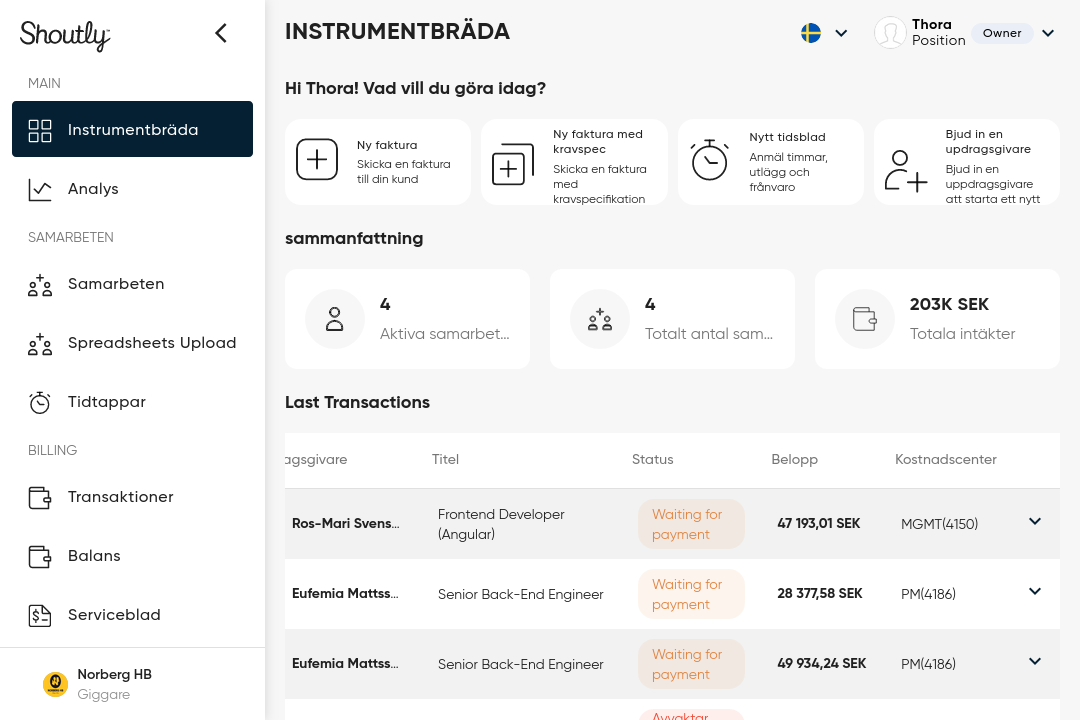 Shoutly
MAIN
Instrumentbräda
Analys
SAMARBETEN
Samarbeten
Spreadsheets Upload
Tidtappar
BILLING
Transaktioner
Balans
Serviceblad
Norberg HB
Giggare
INSTRUMENTBRÄDA
Thora
Position
Owner
Hi Thora! Vad vill du göra idag?
Ny faktura
Skicka en faktura
till din kund
Ny faktura med
kravspec
Skicka en faktura
med
kravspecifikation
Nytt tidsblad
Anmäl timmar,
utlägg och
frånvaro
Bjud in en
updragsgivare
Bjud in en
uppdragsgivare
att starta ett nytt
sammanfattning
4
Aktiva samarbet...
4
Totalt antal sam...
203K SEK
Totala intäkter
Last Transactions
agsgivare Titel Status Belopp Kostnadscenter
Ros-Mari Svens... Frontend Developer
(Angular) Waiting for
payment 47 193,01 SEK MGMT(4150)
Eufemia Mattss... Senior Back-End Engineer Waiting for
payment 28 377,58 SEK PM(4186)
Eufemia Mattss... Senior Back-End Engineer Waiting for
payment 49 934,24 SEK PM(4186)
Avvaktar